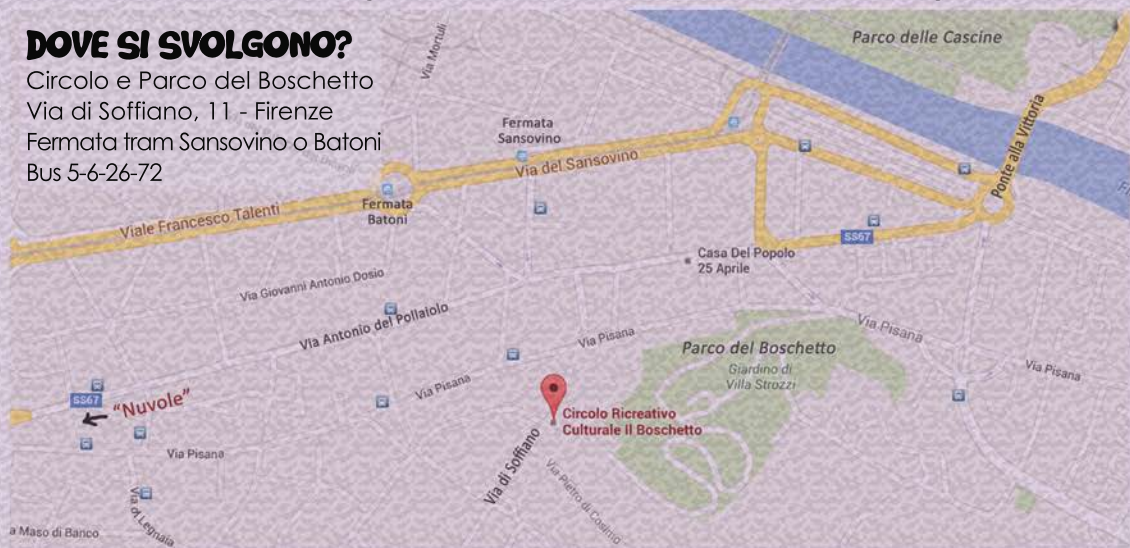 DOVE SI SVOLGONO?
Circolo e Parco del Boschetto
Via di Soffiano, 11 - Firenze
Fermata tram Sansovino o Batoni
Bus 5-6-26-72
Via Mortuli
Parco delle Cascine
Ponte alla Vittoria
Fermata
Sansovino
Via del Sansovino
Fermata
Batoni
Viale Francesco Talenti
SS67
Casa Del Popolo
25 Aprile
Via Giovanni Antonio Dosio
Via Antonio del Pollaiolo
Via Pisana
Via Pisana
Via Pisana
Via Pisana
Parco del Boschetto
Giardino di
Villa Strozzi
SS67
"Nuvole"
Circolo Ricreativo
Culturale Il Boschetto
Via di Soffiano
Via Pietro di Cosimo
Via Pisana
Via di Legnaia
a Maso di Banco